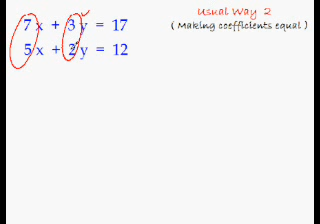 Usual Way 2
( Making coefficients equal )
7x + 3y = 17
5x + 2y = 12